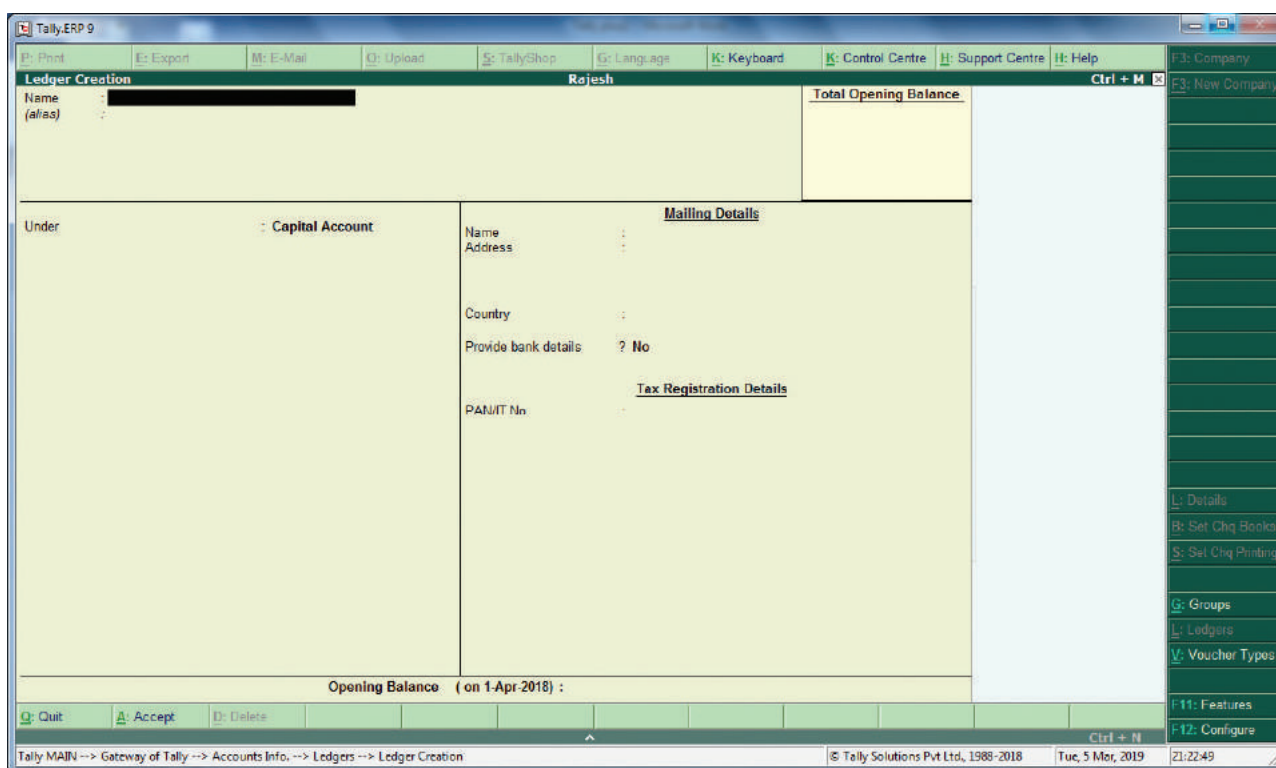 Tally.ERP 9
P: Print E: Export M: E-Mail O: Upload S: TallyShop G: Language K: Keyboard K: Control Centre H: Support Centre H: Help
Ledger Creation Rajesh Ctrl + M
Name :
(alias) :
Total Opening Balance
Under : Capital Account
Mailing Details
Name :
Address :
Country :
Provide bank details ? No
Tax Registration Details
PAN/IT No :
Opening Balance ( on 1-Apr-2018) :
F3: Company
F3: New Company
L: Details
B: Set Chq Books
S: Set Chq Printing
G: Groups
L: Ledgers
V: Voucher Types
F11: Features
F12: Configure
Q: Quit A: Accept D: Delete
Ctrl + N
Tally MAIN --> Gateway of Tally --> Accounts Info. --> Ledgers --> Ledger Creation © Tally Solutions Pvt Ltd., 1988-2018 Tue, 5 Mar, 2019 21:22:49